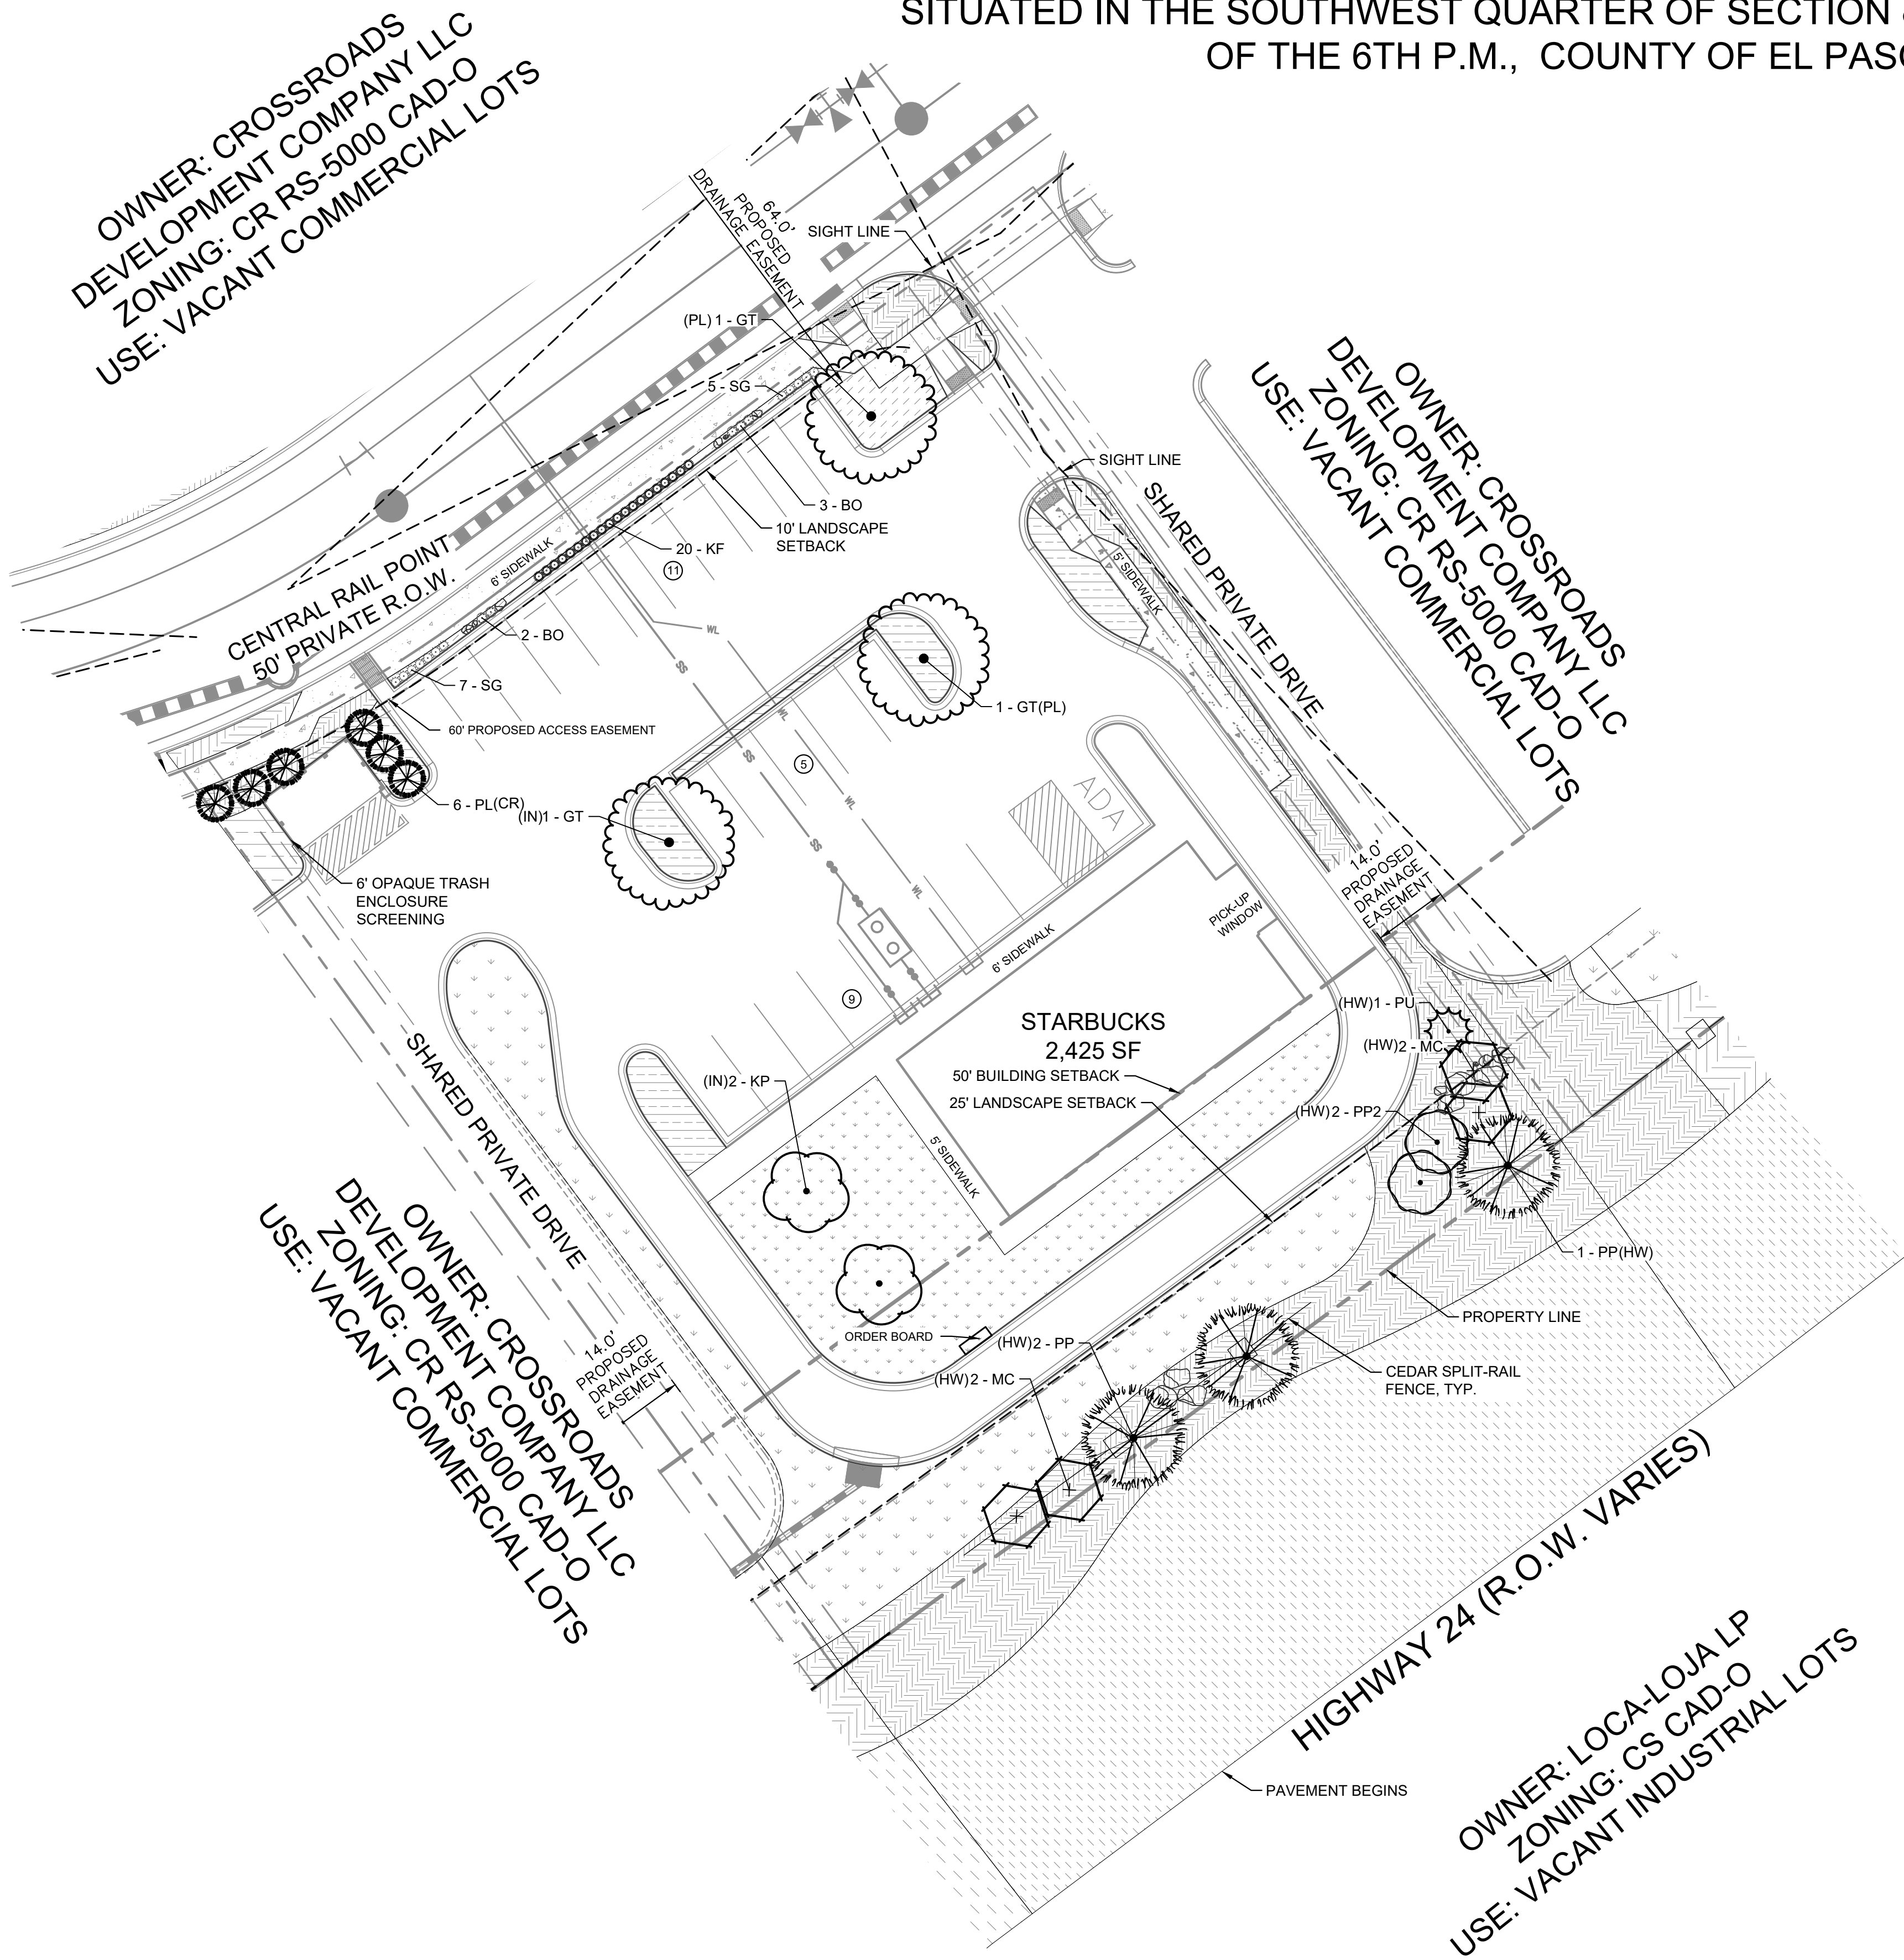 SITUATED IN THE SOUTHWEST QUARTER OF SECTION
OF THE 6TH P.M., COUNTY OF EL PASO
OWNER: CROSSROADS
DEVELOPMENT COMPANY LLC
ZONING: CR RS-5000 CAD-O
USE: VACANT COMMERCIAL LOTS
64.0'
PROPOSED
DRAINAGE EASEMENT
SIGHT LINE
(PL) 1 - GT
5 - SG
3 - BO
10' LANDSCAPE
SETBACK
20 - KF
11
6' SIDEWALK
CENTRAL RAIL POINT
50' PRIVATE R.O.W.
2 - BO
7 - SG
60' PROPOSED ACCESS EASEMENT
6 - PL(CR)
(IN)1 - GT
6' OPAQUE TRASH
ENCLOSURE
SCREENING
SIGHT LINE
SHARED PRIVATE DRIVE
5' SIDEWALK
OWNER: CROSSROADS
DEVELOPMENT COMPANY LLC
ZONING: CR RS-5000 CAD-O
USE: VACANT COMMERCIAL LOTS
1 - GT(PL)
5
WL
WL
WL
WL
SS
SS
SS
ADA
14.0'
PROPOSED
DRAINAGE
EASEMENT
PICK-UP
WINDOW
6' SIDEWALK
9
STARBUCKS
2,425 SF
50' BUILDING SETBACK
25' LANDSCAPE SETBACK
(HW)1 - PU
(HW)2 - MC
(HW)2 - PP2
1 - PP(HW)
(IN)2 - KP
5' SIDEWALK
SHARED PRIVATE DRIVE
OWNER: CROSSROADS
DEVELOPMENT COMPANY LLC
ZONING: CR RS-5000 CAD-O
USE: VACANT COMMERCIAL LOTS
14.0'
PROPOSED
DRAINAGE
EASEMENT
ORDER BOARD
(HW)2 - PP
(HW)2 - MC
PROPERTY LINE
CEDAR SPLIT-RAIL
FENCE, TYP.
HIGHWAY 24 (R.O.W. VARIES)
PAVEMENT BEGINS
OWNER: LOCA-LOJA LP
ZONING: CS CAD-O
USE: VACANT INDUSTRIAL LOTS